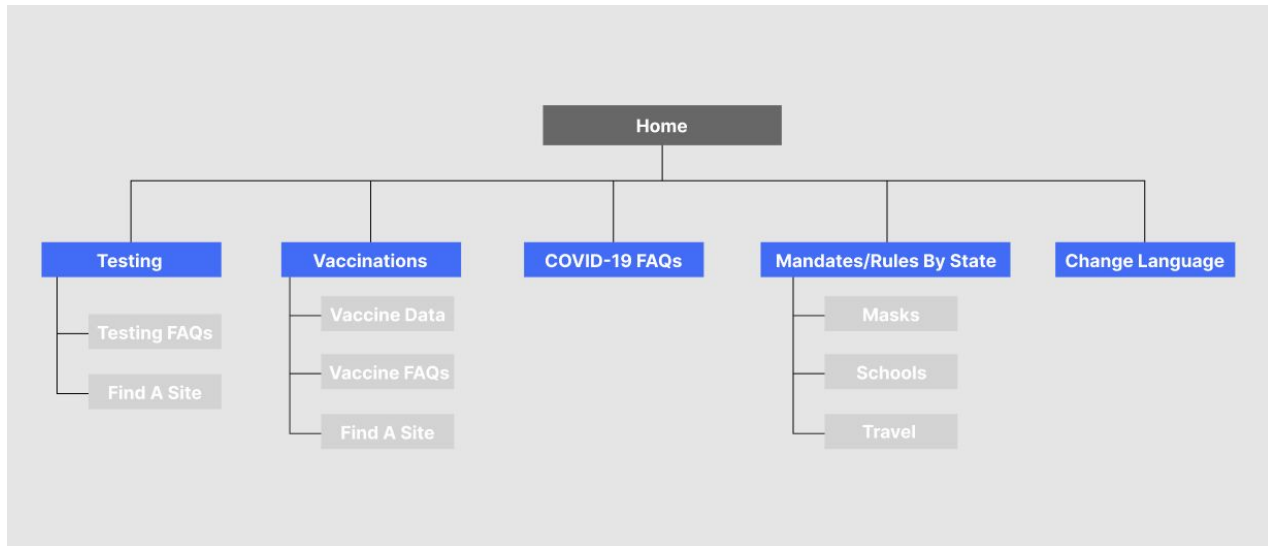 Home
Testing
Vaccinations
COVID-19 FAQs
Mandates/Rules By State
Change Language
Testing FAQs
Find A Site
Vaccine Data
Vaccine FAQs
Find A Site
Masks
Schools
Travel